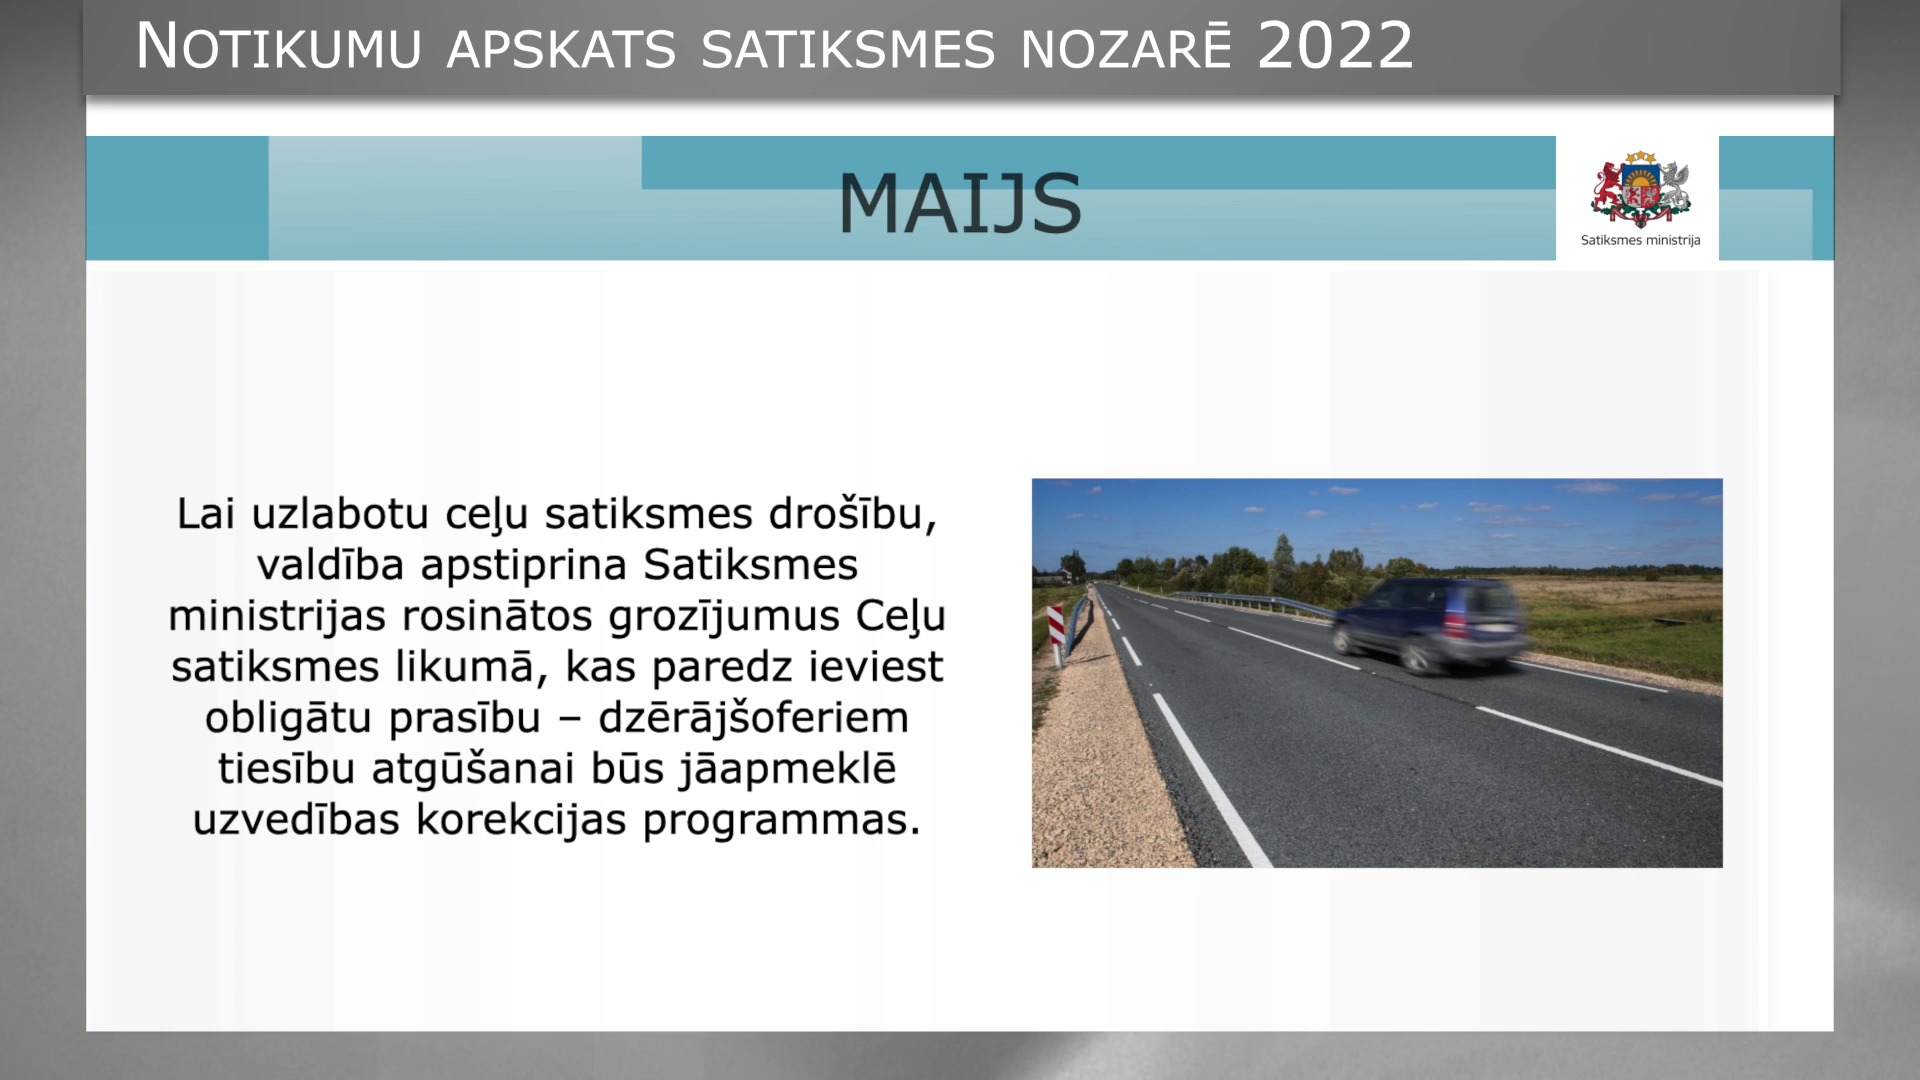 NOTIKUMU APSKATS SATIKSMES NOZARĒ 2022
MAIJS
Satiksmes ministrija
Lai uzlabotu ceļu satiksmes drošību,
valdība apstiprina Satiksmes
ministrijas rosinātos grozījumus Ceļu
satiksmes likumā, kas paredz ieviest
obligātu prasību – dzērājšoferiem
tiesību atgūšanai būs jāapmeklē
uzvedības korekcijas programmas.